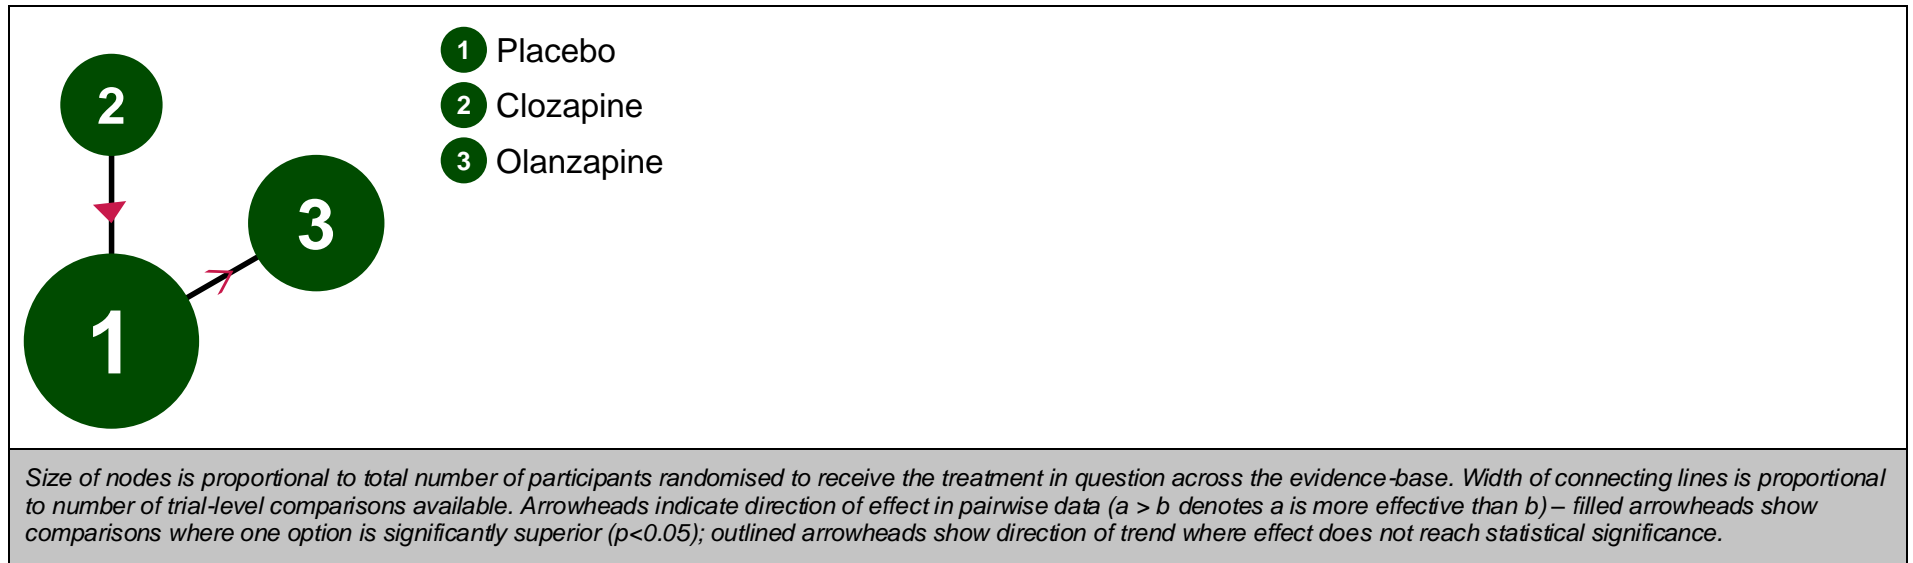 2
3
1
1 Placebo
2 Clozapine
3 Olanzapine
Size of nodes is proportional to total number of participants randomised to receive the treatment in question across the evidence-base. Width of connecting lines is proportional
to number of trial-level comparisons available. Arrowheads indicate direction of effect in pairwise data (a > b denotes a is more effective than b) – filled arrowheads show
comparisons where one option is significantly superior (p<0.05); outlined arrowheads show direction of trend where effect does not reach statistical significance.